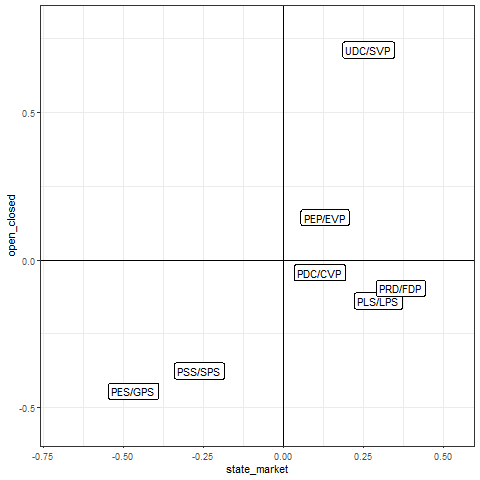 UDC/SVP
0.5
PEP/EVP
open_closed
0.0
PDC/CVP
PRD/FDP
PLS/LPS
PSS/SPS
PES/GPS
-0.5
-0.75
-0.50
-0.25
0.00
0.25
0.50
state_market